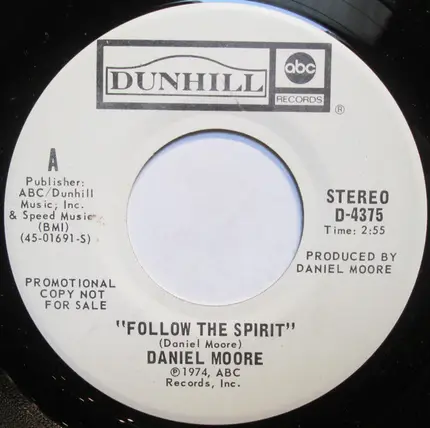 DUNHILL
abc
RECORDS
®
A
Publisher:
ABC/Dunhill
Music, Inc.
& Speed Music
(BMI)
(45-01691-S)
STEREO
D-4375
Time: 2:55
PRODUCED BY
DANIEL MOORE
PROMOTIONAL
COPY NOT
FOR SALE
"FOLLOW THE SPIRIT"
(Daniel Moore)
DANIEL MOORE
℗1974, ABC
Records, Inc.